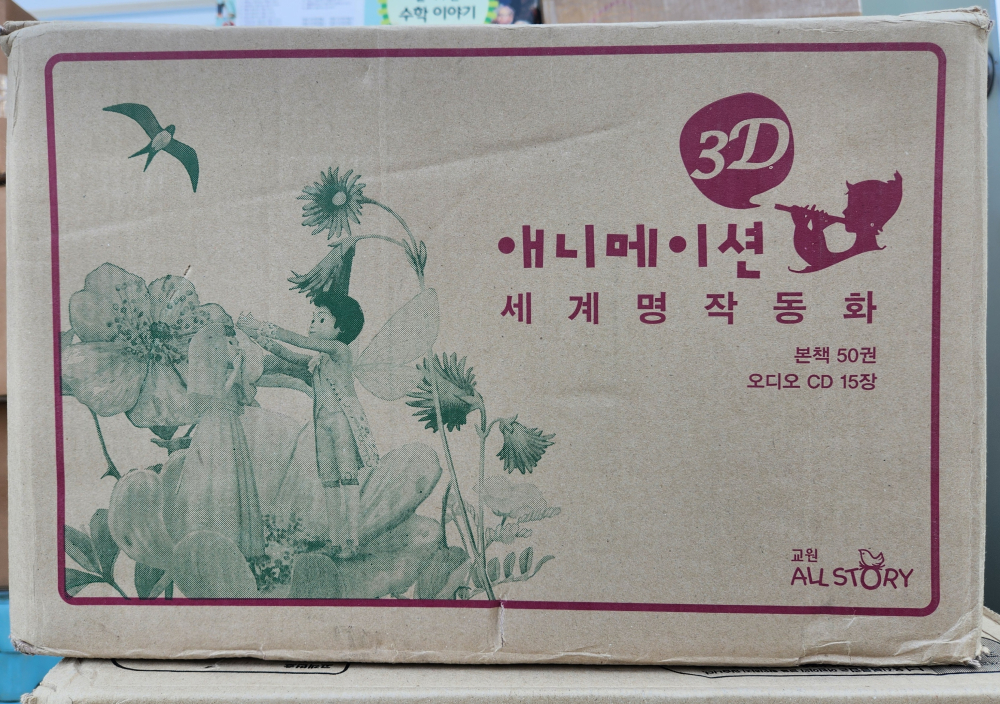 수학 이야기
3D
애니메이션
세계명작동화
본책 50권
오디오 CD 15장
교원
ALL STORY